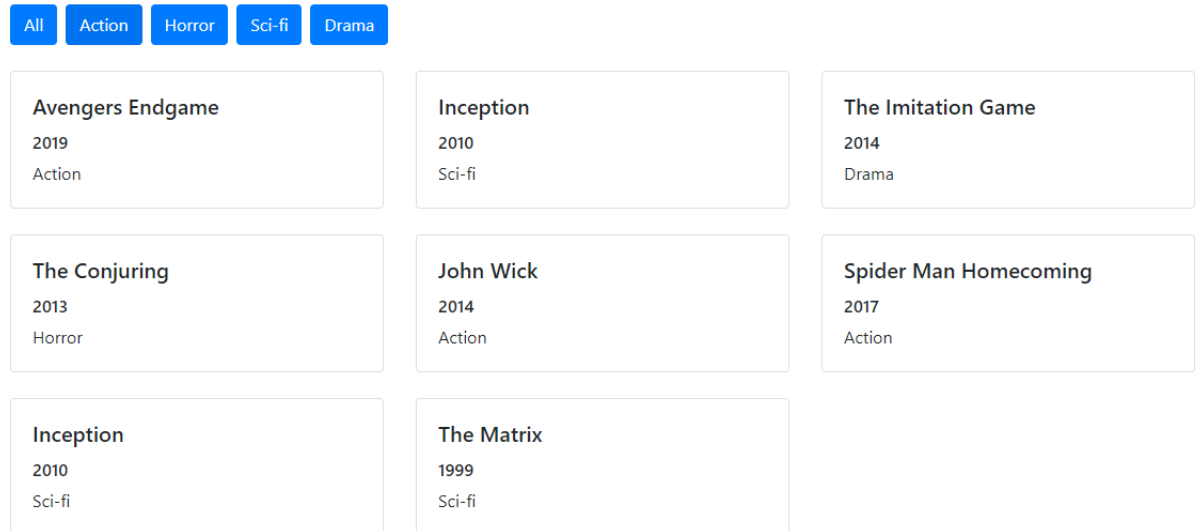 All Action Horror Sci-fi Drama
Avengers Endgame
2019
Action
Inception
2010
Sci-fi
The Imitation Game
2014
Drama
The Conjuring
2013
Horror
John Wick
2014
Action
Spider Man Homecoming
2017
Action
Inception
2010
Sci-fi
The Matrix
1999
Sci-fi